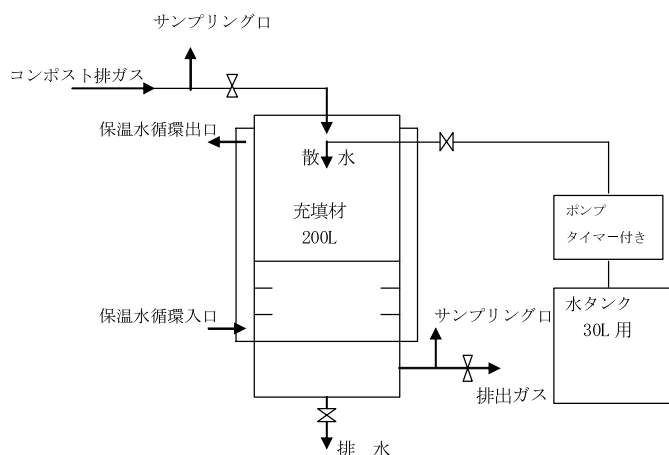 サンプリング口
コンポスト排ガス
保温水循環出口
散 水
充填材
200L
ポンプ
タイマー付き
保温水循環入口
サンプリング口
水タンク
30L 用
排出ガス
排 水